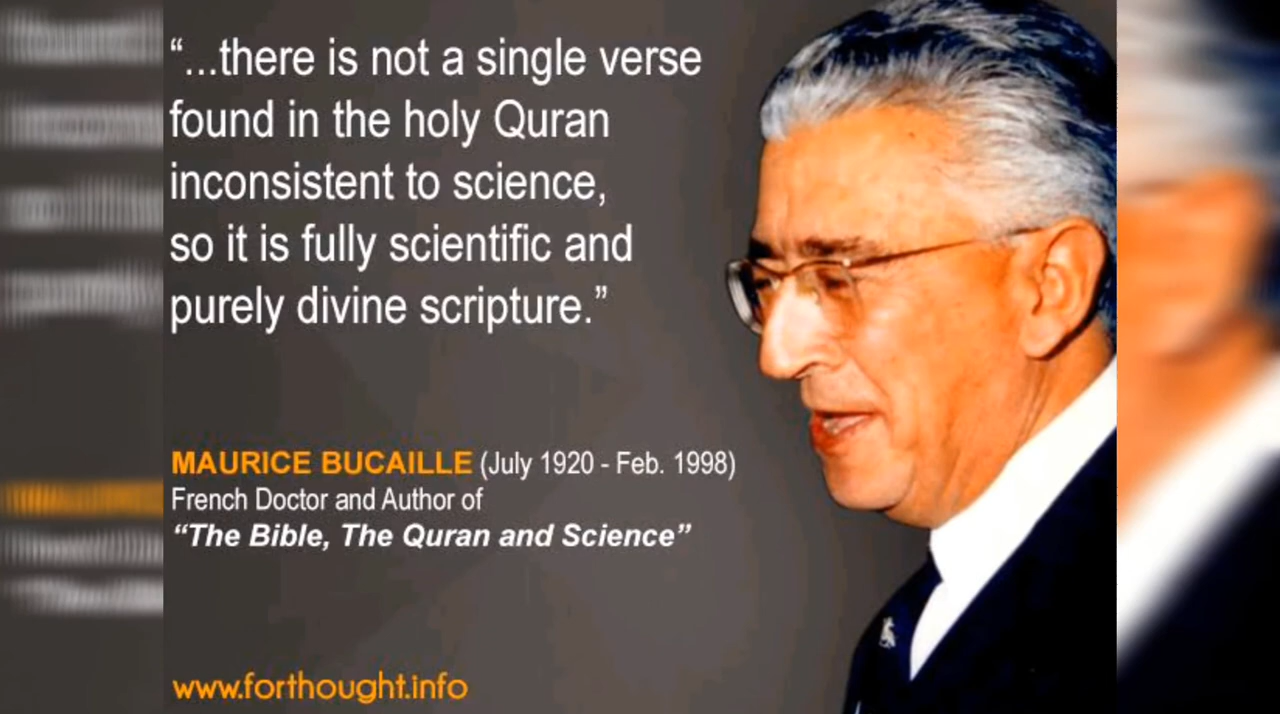 “...there is not a single verse
found in the holy Quran
inconsistent to science,
so it is fully scientific and
purely divine scripture.”
MAURICE BUCAILLE (July 1920 - Feb. 1998)
French Doctor and Author of
“The Bible, The Quran and Science”
www.forthought.info